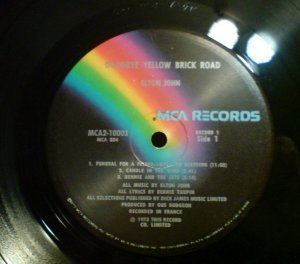 GOODBYE YELLOW BRICK ROAD
ELTON JOHN
MCA RECORDS
MCA2-10003
MCA 004
RECORD 1
Side 1
1. FUNERAL FOR A FRIEND/LOVE LIES BLEEDING (11:08)
2. CANDLE IN THE WIND (3:41)
3. BENNIE AND THE JETS (5:10)
ALL MUSIC BY ELTON JOHN
ALL LYRICS BY BERNIE TAUPIN
ALL SELECTIONS PUBLISHED BY DICK JAMES MUSIC LIMITED
PRODUCED BY GUS DUDGEON
RECORDED IN FRANCE
℗ 1973 THIS RECORD
CO. LIMITED